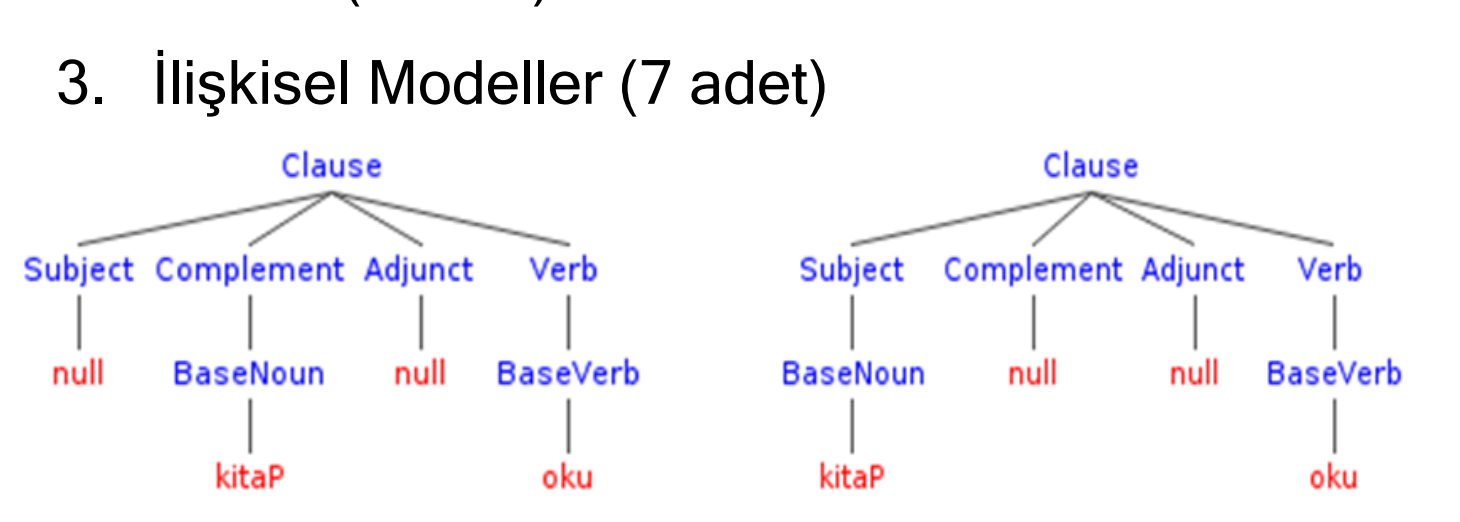 3. İlişkisel Modeller (7 adet)
Clause Clause
Subject Complement Adjunct Verb Subject Complement Adjunct Verb
null BaseNoun null BaseVerb BaseNoun null null BaseVerb
kitaP oku kitaP oku